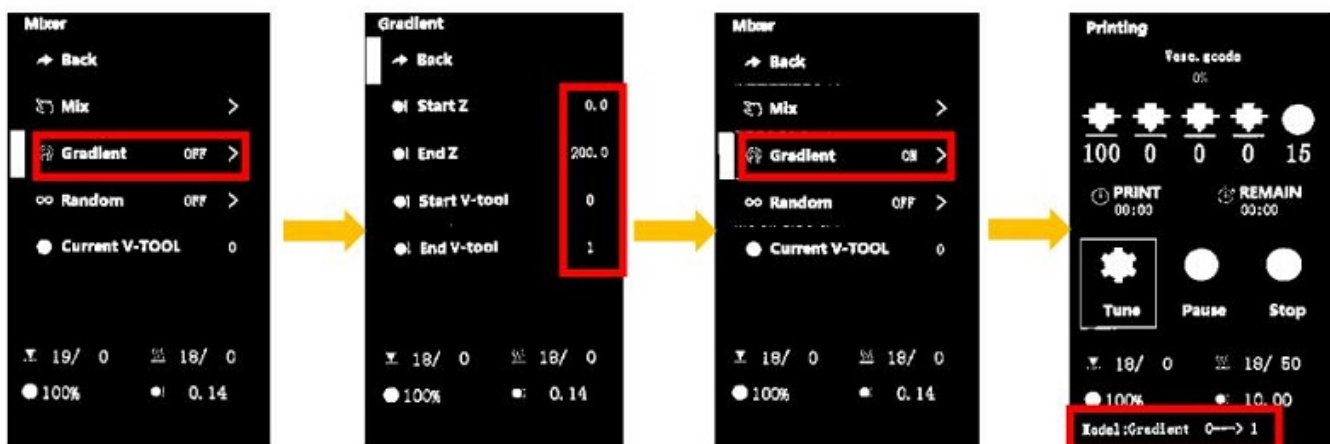 Mixer
Back
Mix >
Gradient OFF >
Random OFF >
Current V-TOOL 0
19/ 0 18/ 0
100% 0.14
Gradient
Back
Start Z 0.0
End Z 200.0
Start V-tool 0
End V-tool 1
18/ 0 18/ 0
100% 0.14
Mixer
Back
Mix >
Gradient ON >
Random OFF >
Current V-TOOL 0
18/ 0 18/ 0
100% 0.14
Printing
Vase.gcode
0%
100 0 0 0 15
PRINT REMAIN
00:00 00:00
Tune Pause Stop
18/ 0 18/ 50
100% 10.00
Model:Gradient 0---> 1